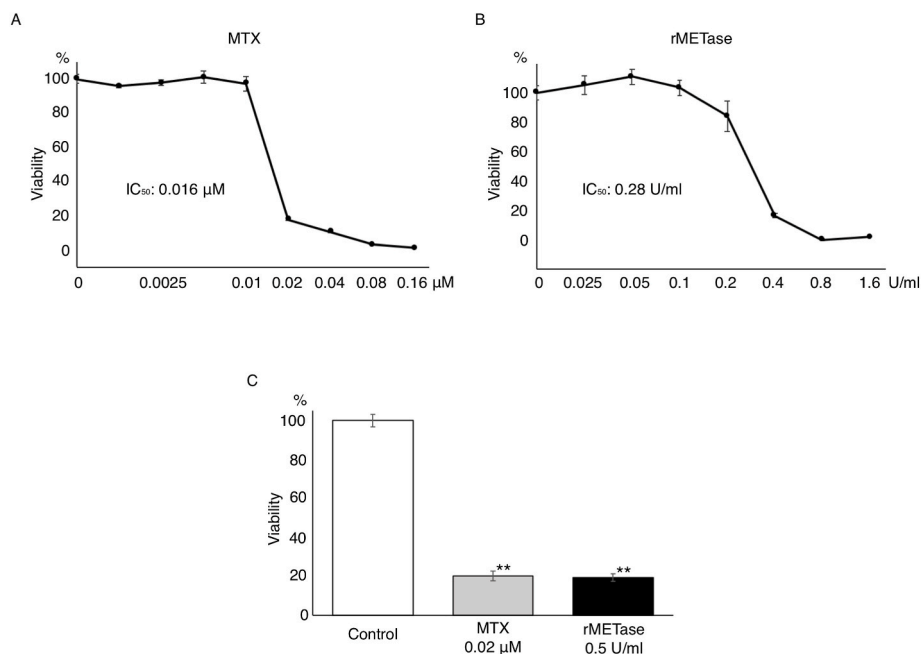 A
MTX
%
100
80
60
40
20
0
Viability
IC₅₀: 0.016 μM
0 0.0025 0.01 0.02 0.04 0.08 0.16 μM
B
rMETase
%
100
80
60
40
20
0
Viability
IC₅₀: 0.28 U/ml
0 0.025 0.05 0.1 0.2 0.4 0.8 1.6 U/ml
C
%
100
80
60
40
20
0
Viability
**
**
Control
MTX
0.02 μM
rMETase
0.5 U/ml